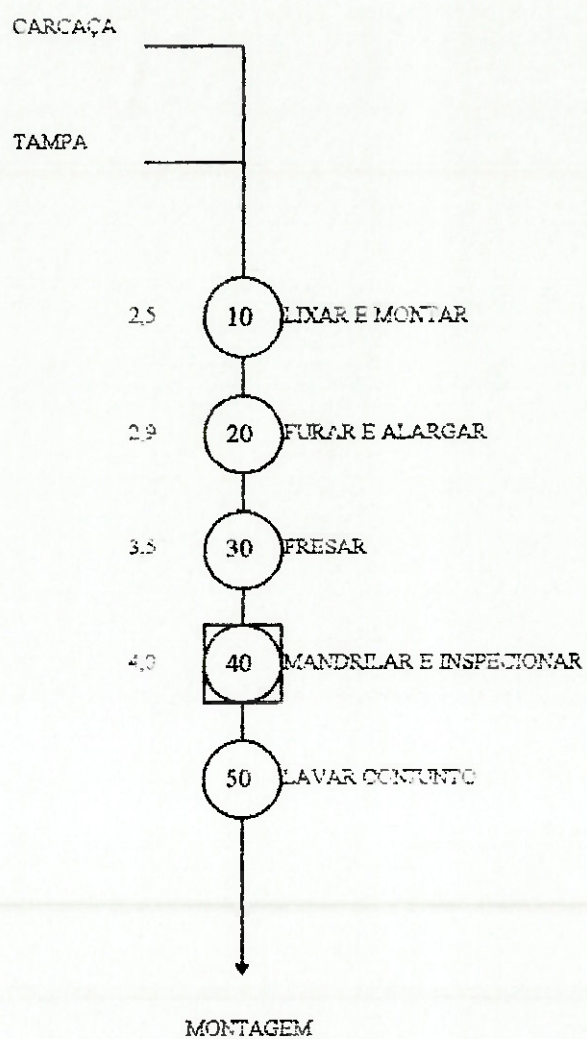 CARCAÇA
TAMPA
2,5 10 LIXAR E MONTAR
2,9 20 FURAR E ALARGAR
3.5 30 FRESAR
4,0 40 MANDRILAR E INSPECIONAR
50 LAVAR CONJUNTO
MONTAGEM